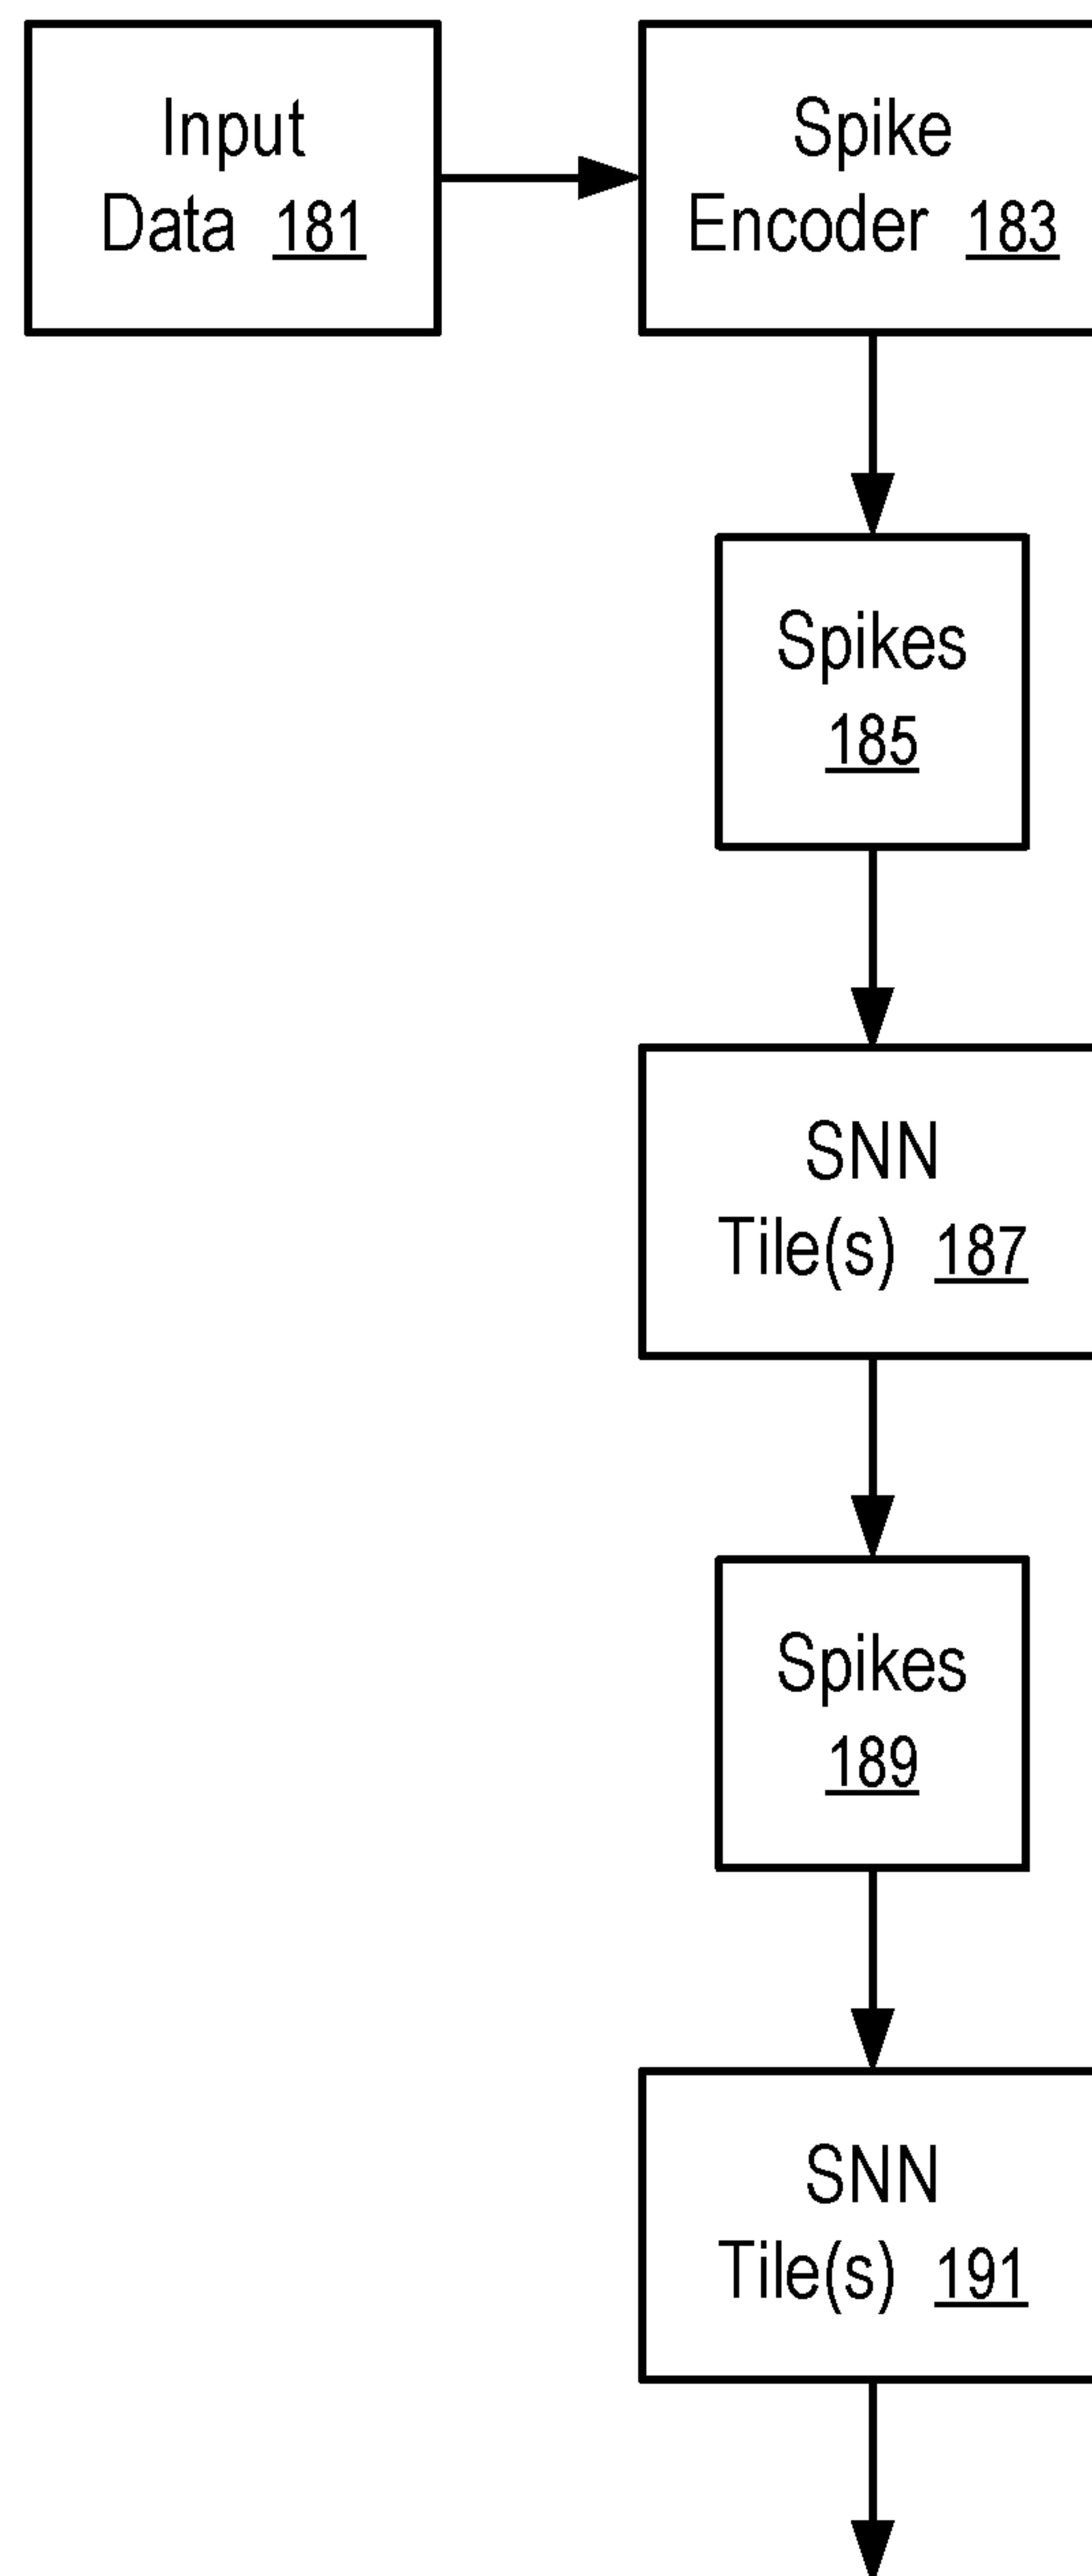 Input
Data 181
Spike
Encoder 183
Spikes
185
SNN
Tile(s) 187
Spikes
189
SNN
Tile(s) 191